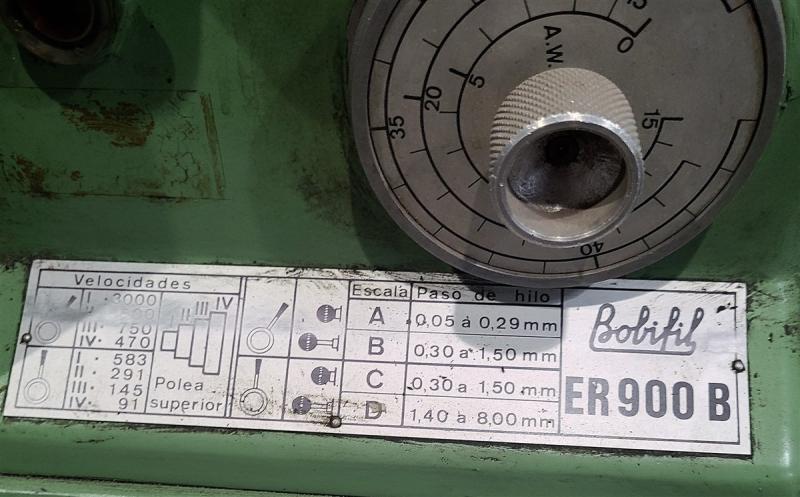 0
A.W.
5
20
35
15
40
Velocidades
I · 3000
III · 750
IV · 470
I · 583
II · 291
III · 145
IV · 91
II III IV
Polea
superior
Escala Paso de hilo
A 0,05 á 0,29 mm
B 0,30 a 1,50 mm
C 0,30 a 1,50 mm
D 1,40 a 8,00 mm
Bobifil
ER 900 B